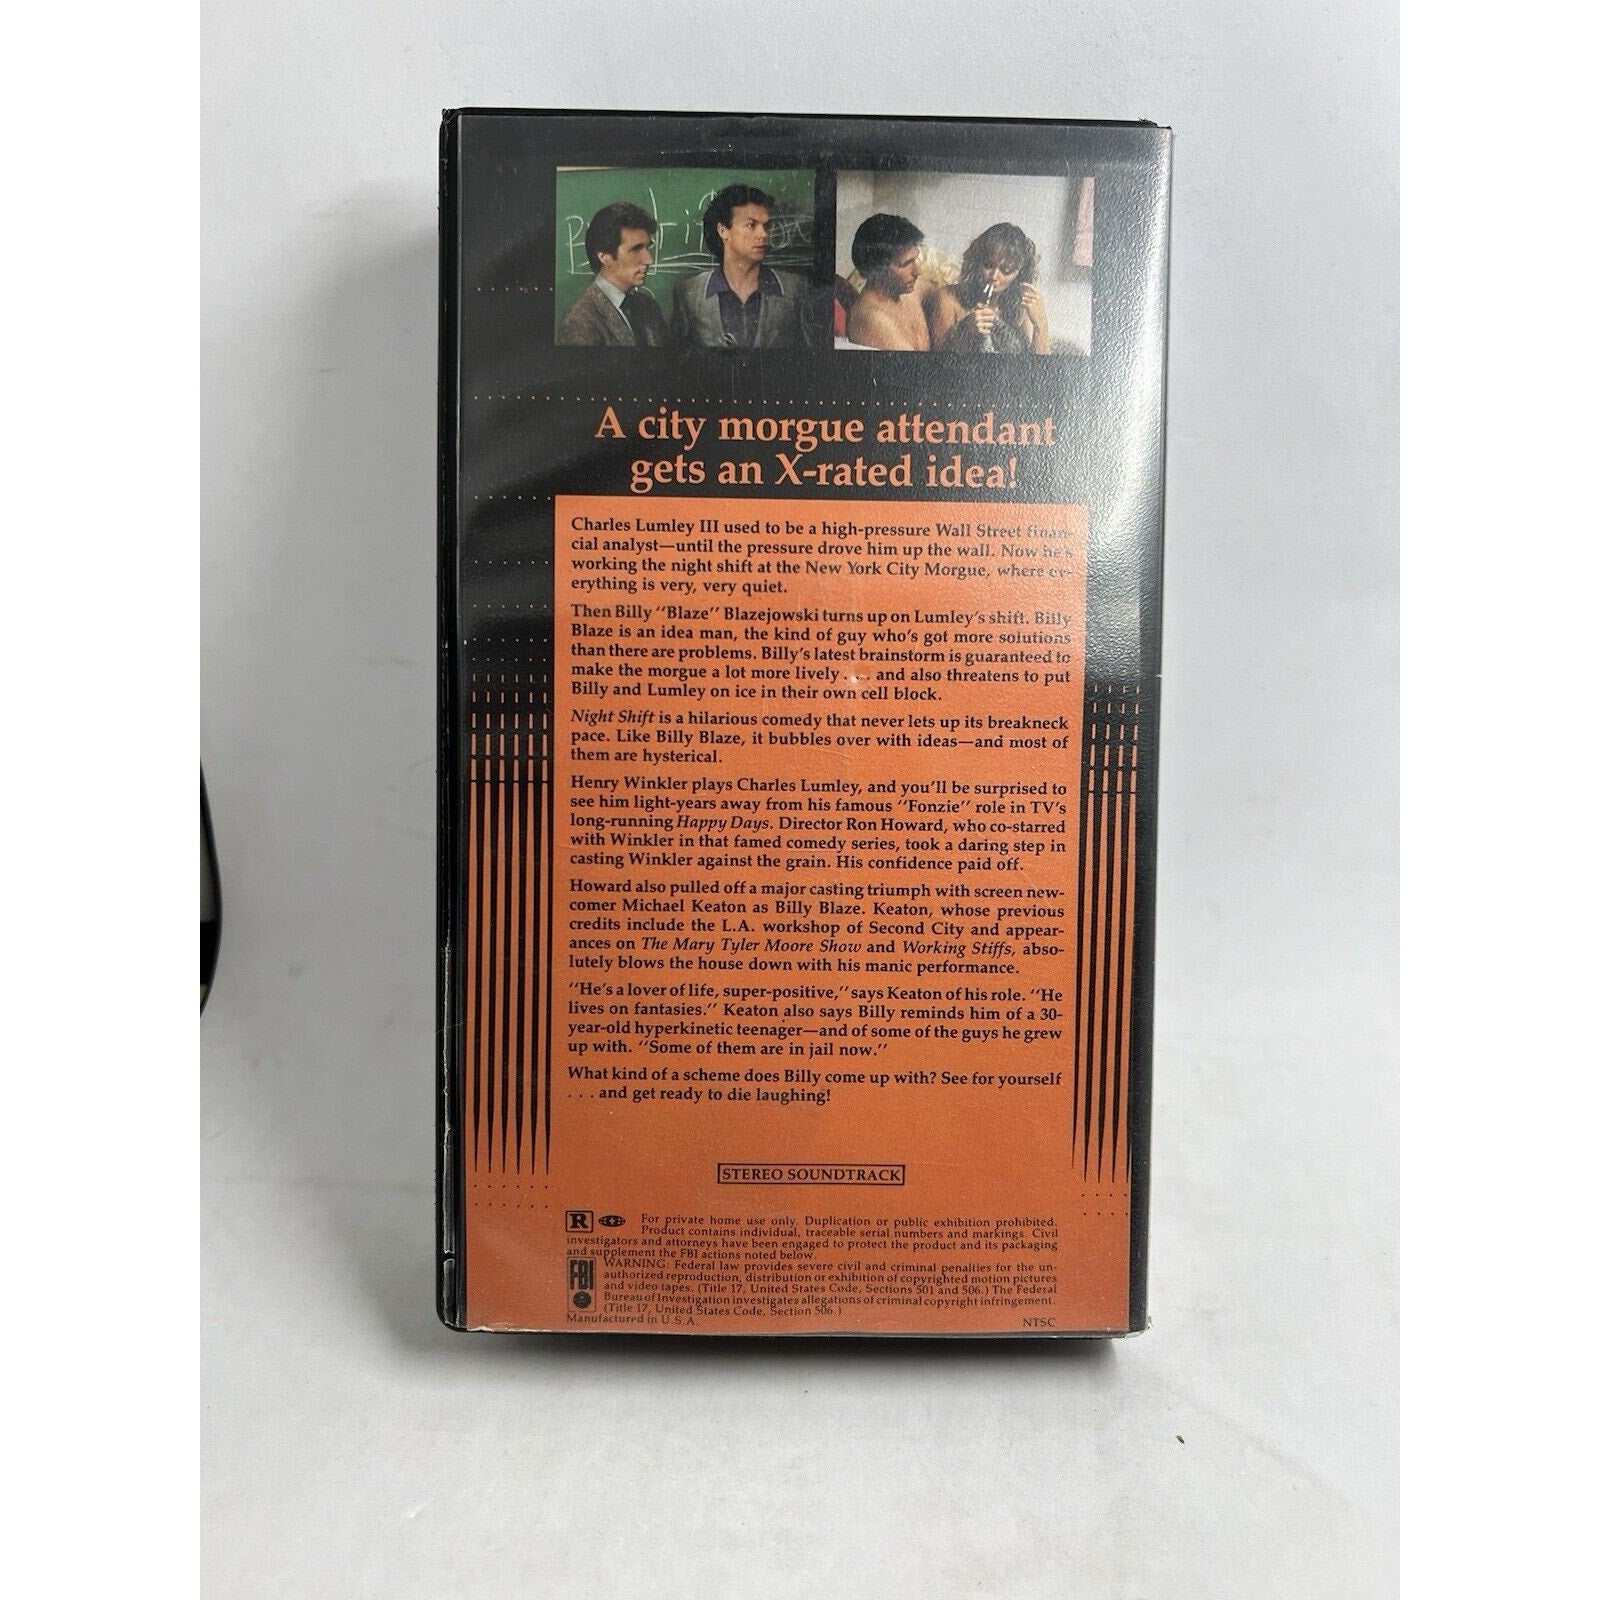 A city morgue attendant
gets an X-rated idea!
Charles Lumley III used to be a high-pressure Wall Street finan-
cial analyst—until the pressure drove him up the wall. Now he's
working the night shift at the New York City Morgue, where ev-
erything is very, very quiet.
Then Billy "Blaze" Blazejowski turns up on Lumley's shift. Billy
Blaze is an idea man, the kind of guy who's got more solutions
than there are problems. Billy's latest brainstorm is guaranteed to
make the morgue a lot more lively . . . and also threatens to put
Billy and Lumley on ice in their own cell block.
Night Shift is a hilarious comedy that never lets up its breakneck
pace. Like Billy Blaze, it bubbles over with ideas—and most of
them are hysterical.
Henry Winkler plays Charles Lumley, and you'll be surprised to
see him light-years away from his famous "Fonzie" role in TV's
long-running Happy Days. Director Ron Howard, who co-starred
with Winkler in that famed comedy series, took a daring step in
casting Winkler against the grain. His confidence paid off.
Howard also pulled off a major casting triumph with screen new-
comer Michael Keaton as Billy Blaze. Keaton, whose previous
credits include the L.A. workshop of Second City and appear-
ances on The Mary Tyler Moore Show and Working Stiffs, abso-
lutely blows the house down with his manic performance.
"He's a lover of life, super-positive," says Keaton of his role. "He
lives on fantasies." Keaton also says Billy reminds him of a 30-
year-old hyperkinetic teenager—and of some of the guys he grew
up with. "Some of them are in jail now."
What kind of a scheme does Billy come up with? See for yourself
. . . and get ready to die laughing!
STEREO SOUNDTRACK
R For private home use only. Duplication or public exhibition prohibited.
Product contains individual, traceable serial numbers and markings. Civil
investigators and attorneys have been engaged to protect the product and its packaging
and supplement the FBI actions noted below.
FBI WARNING: Federal law provides severe civil and criminal penalties for the un-
authorized reproduction, distribution or exhibition of copyrighted motion pictures
and video tapes. (Title 17, United States Code, Sections 501 and 506.) The Federal
Bureau of Investigation investigates allegations of criminal copyright infringement.
(Title 17, United States Code, Section 506.)
Manufactured in U.S.A. NTSC